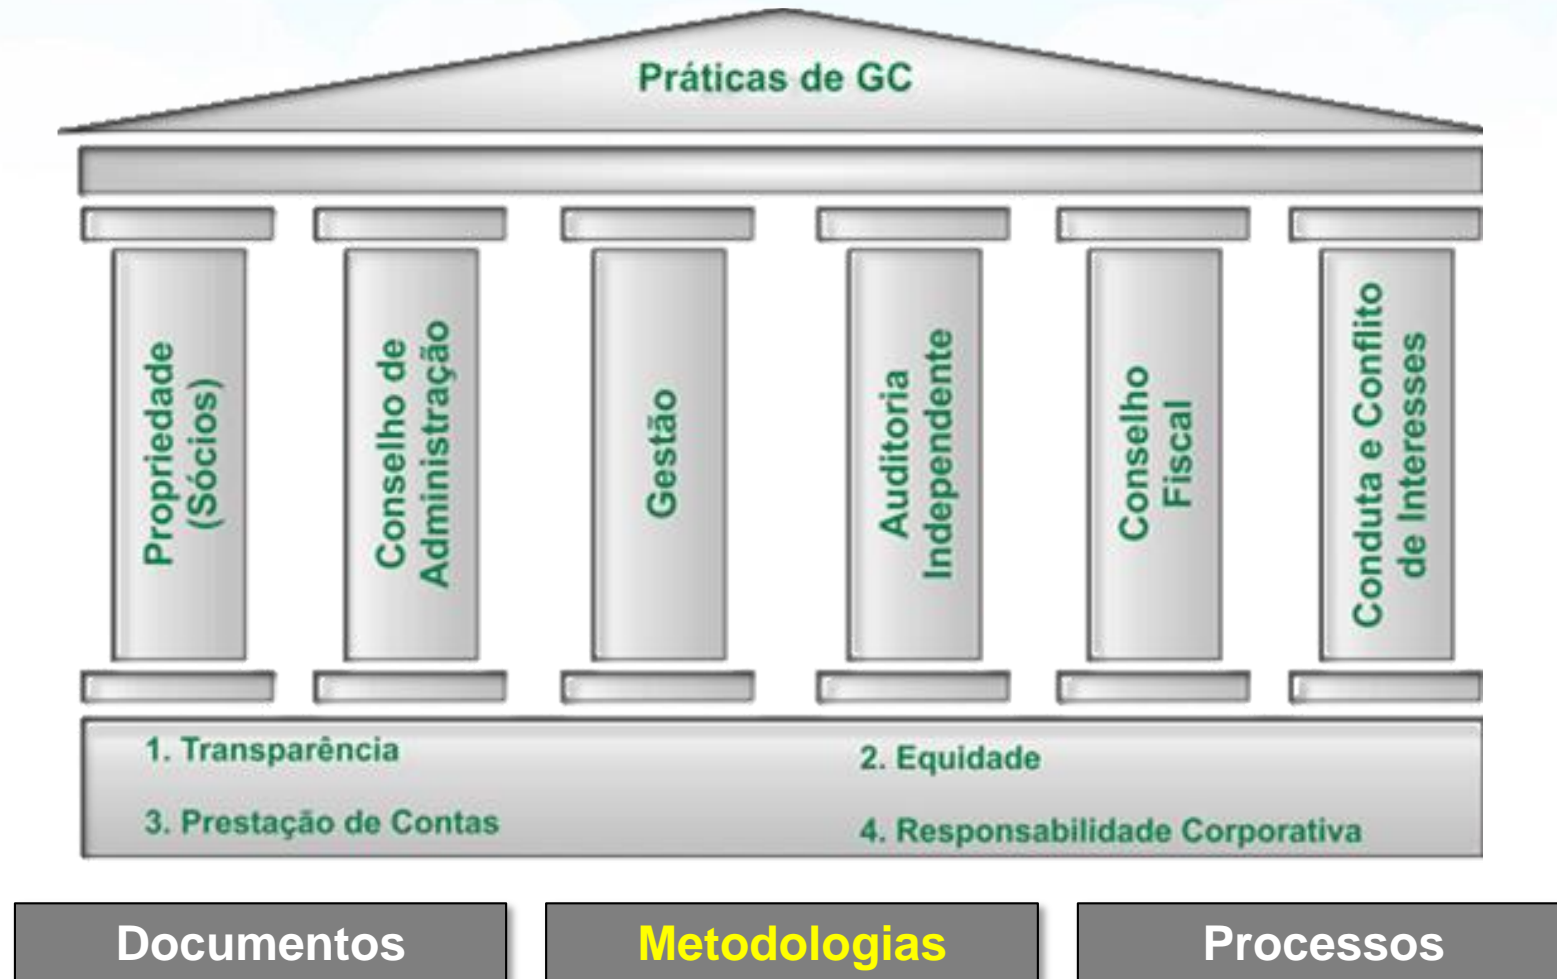 Práticas de GC
Propriedade
(Sócios)
Conselho de
Administração
Gestão
Auditoria
Independente
Conselho
Fiscal
Conduta e Conflito
de Interesses
1. Transparência
2. Equidade
3. Prestação de Contas
4. Responsabilidade Corporativa
Documentos
Metodologias
Processos